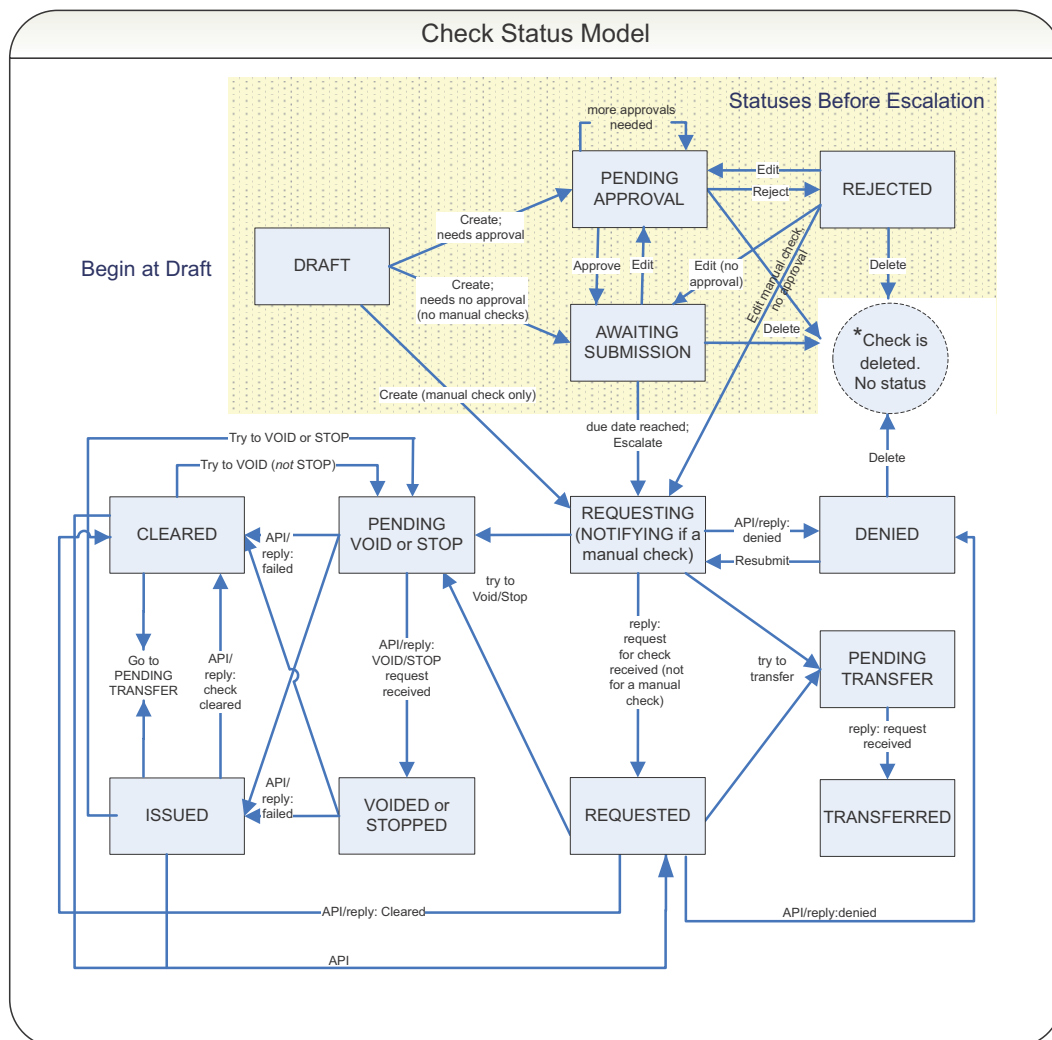 Check Status Model
Statuses Before Escalation
more approvals
needed
PENDING
APPROVAL
Edit
Reject
REJECTED
Create;
needs approval
Begin at Draft
DRAFT
Create;
needs no approval
(no manual checks)
Approve
Edit
Edit (no
approval)
Edit manual check,
no approval
Delete
AWAITING
SUBMISSION
Delete
*Check is
deleted.
No status
Create (manual check only)
due date reached;
Escalate
Delete
Try to VOID or STOP
Try to VOID (not STOP)
CLEARED
API/
reply:
failed
PENDING
VOID or STOP
REQUESTING
(NOTIFYING if a
manual check)
API/reply:
denied
Resubmit
DENIED
try to
Void/Stop
Go to
PENDING
TRANSFER
API/
reply:
check
cleared
API/reply:
VOID/STOP
request
received
reply:
request
for check
received (not
for a manual
check)
try to
transfer
PENDING
TRANSFER
reply: request
received
ISSUED
API/
reply:
failed
VOIDED or
STOPPED
REQUESTED
TRANSFERRED
API/reply: Cleared
API/reply:denied
API